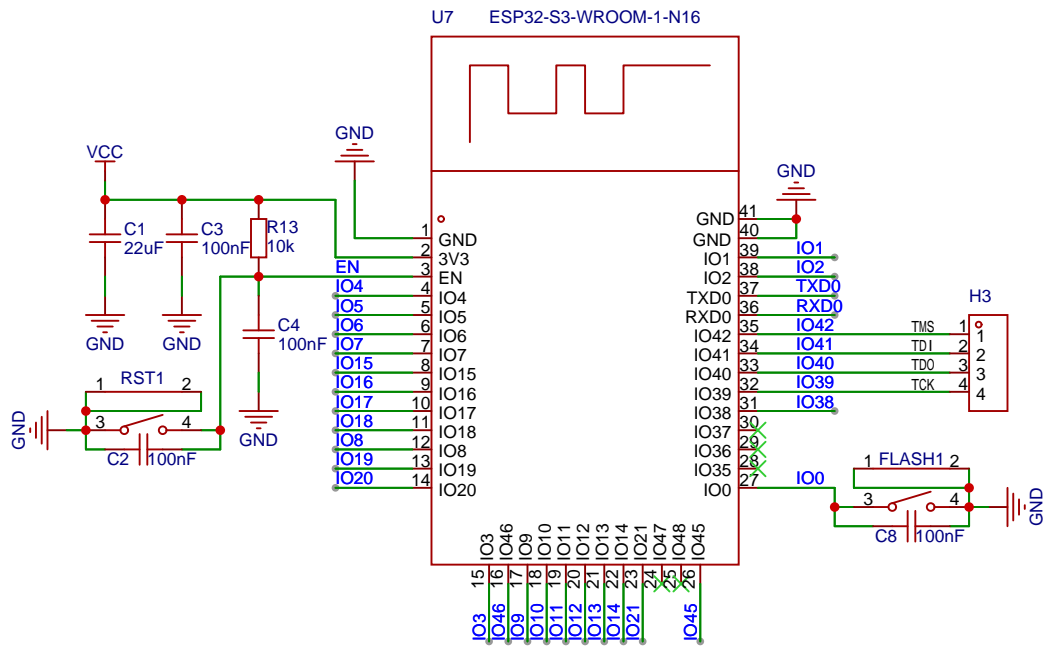 U7 ESP32-S3-WROOM-1-N16
GND
VCC
GND
C1
22uF
C3
100nF
R13
10k
GND
GND
C4
100nF
GND
EN
IO4
IO5
IO6
IO7
IO15
IO16
IO17
IO18
IO8
IO19
IO20
1 GND
2 3V3
3 EN
4 IO4
5 IO5
6 IO6
7 IO7
8 IO15
9 IO16
10 IO17
11 IO18
12 IO8
13 IO19
14 IO20
GND 41
GND 40
IO1 39 IO1
IO2 38 IO2
TXD0 37 TXD0
RXD0 36 RXD0
IO42 35 IO42 TMS 1 1
IO41 34 IO41 TDI 2 2
IO40 33 IO40 TDO 3 3
IO39 32 IO39 TCK 4 4
IO38 31 IO38
IO37 30
IO36 29
IO35 28
IO0 27 IO0
H3
RST1
1 2
3 4
GND
C2 100nF
FLASH1
1 2
3 4
GND
C8 100nF
IO3 15 IO3
IO46 16 IO46
IO9 17 IO9
IO10 18 IO10
IO11 19 IO11
IO12 20 IO12
IO13 21 IO13
IO14 22 IO14
IO21 23 IO21
IO47 24
IO48 25
IO45 26 IO45